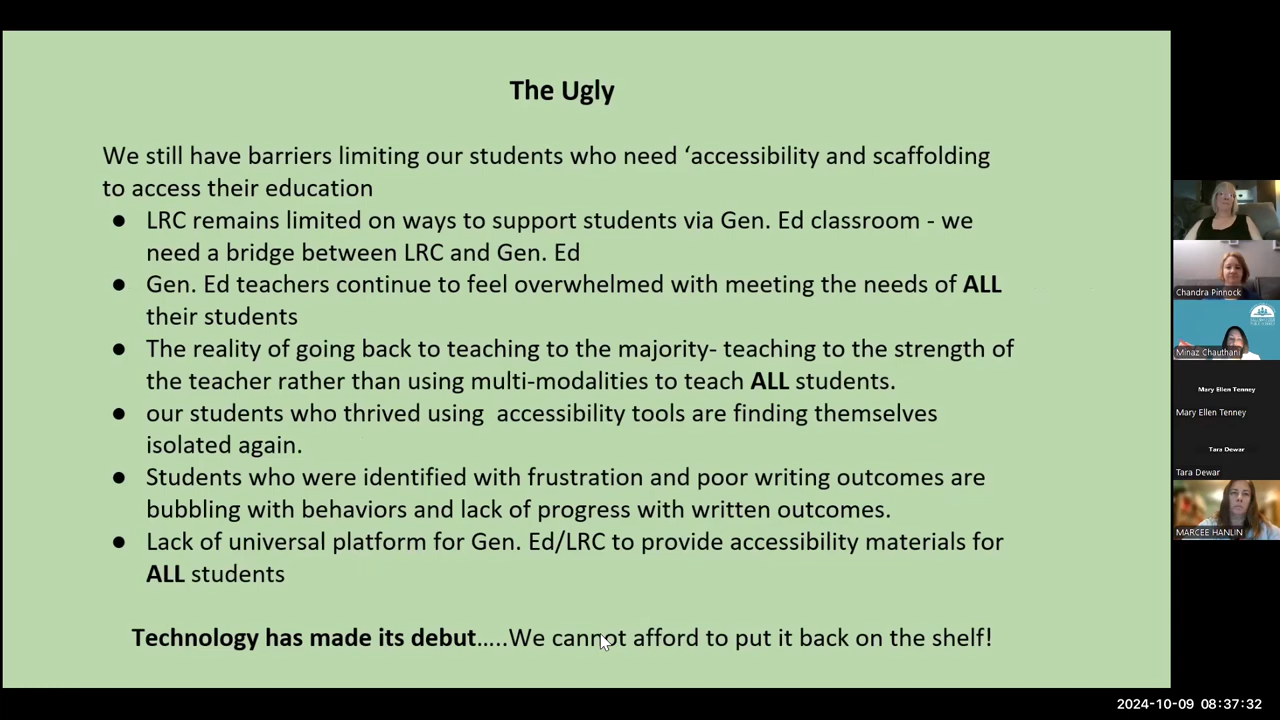 The Ugly
We still have barriers limiting our students who need ‘accessibility and scaffolding
to access their education
● LRC remains limited on ways to support students via Gen. Ed classroom - we
need a bridge between LRC and Gen. Ed
● Gen. Ed teachers continue to feel overwhelmed with meeting the needs of ALL
their students
● The reality of going back to teaching to the majority- teaching to the strength of
the teacher rather than using multi-modalities to teach ALL students.
● our students who thrived using  accessibility tools are finding themselves
isolated again.
● Students who were identified with frustration and poor writing outcomes are
bubbling with behaviors and lack of progress with written outcomes.
● Lack of universal platform for Gen. Ed/LRC to provide accessibility materials for
ALL students
Technology has made its debut…..We cannot afford to put it back on the shelf!
Chandra Pinnock
Minaz Chauthani
Mary Ellen Tenney
Mary Ellen Tenney
Tara Dewar
Tara Dewar
MARCEE HANLIN
2024-10-09 08:37:32